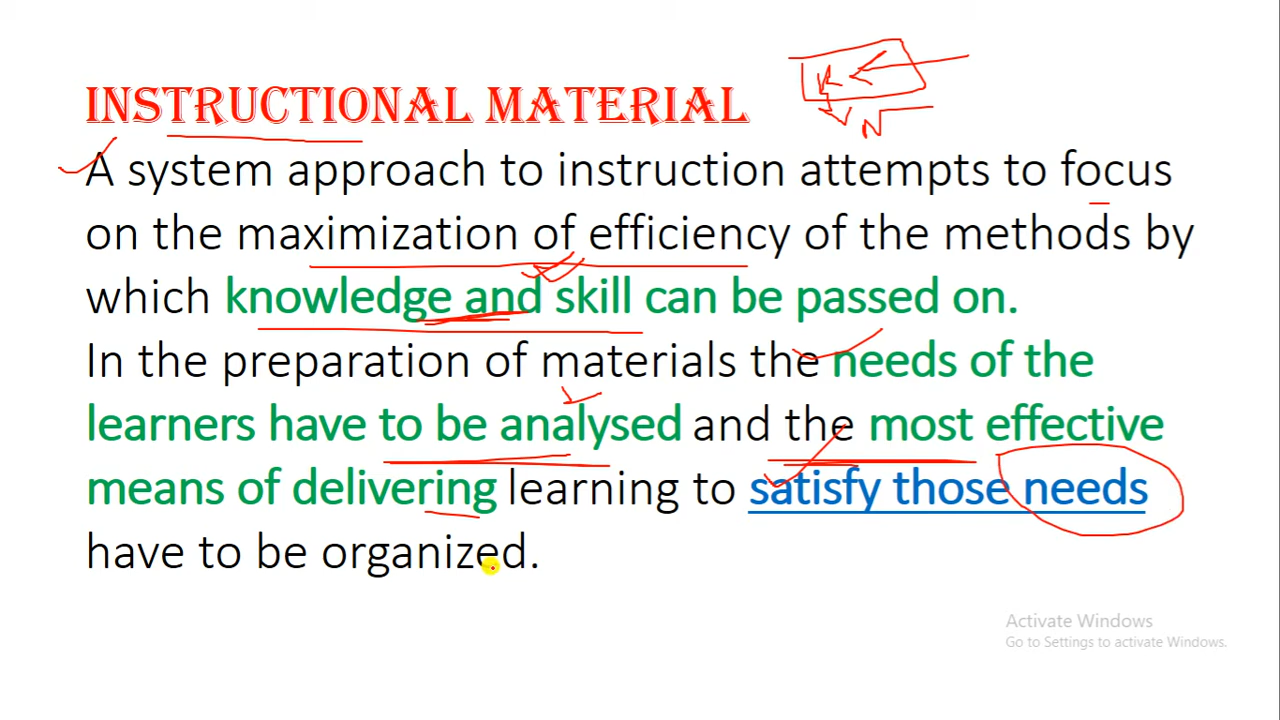 INSTRUCTIONAL MATERIAL
A system approach to instruction attempts to focus
on the maximization of efficiency of the methods by
which knowledge and skill can be passed on.
In the preparation of materials the needs of the
learners have to be analysed and the most effective
means of delivering learning to satisfy those needs
have to be organized.
Activate Windows
Go to Settings to activate Windows.